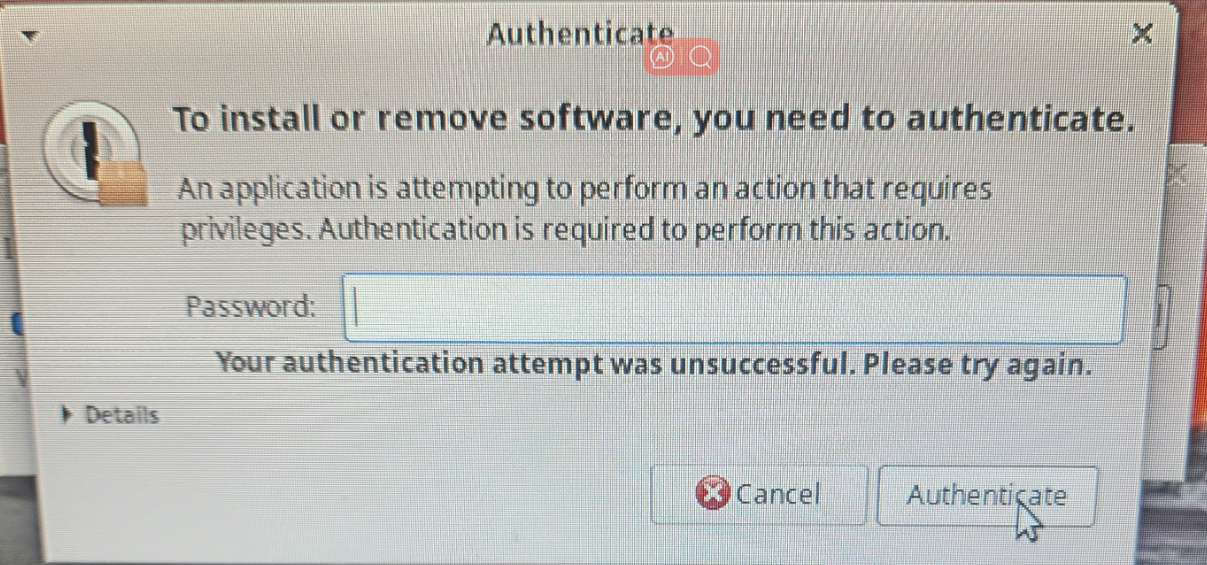 Authenticate
AI
To install or remove software, you need to authenticate.
An application is attempting to perform an action that requires
privileges. Authentication is required to perform this action.
Password:
Your authentication attempt was unsuccessful. Please try again.
Details
Cancel
Authenticate